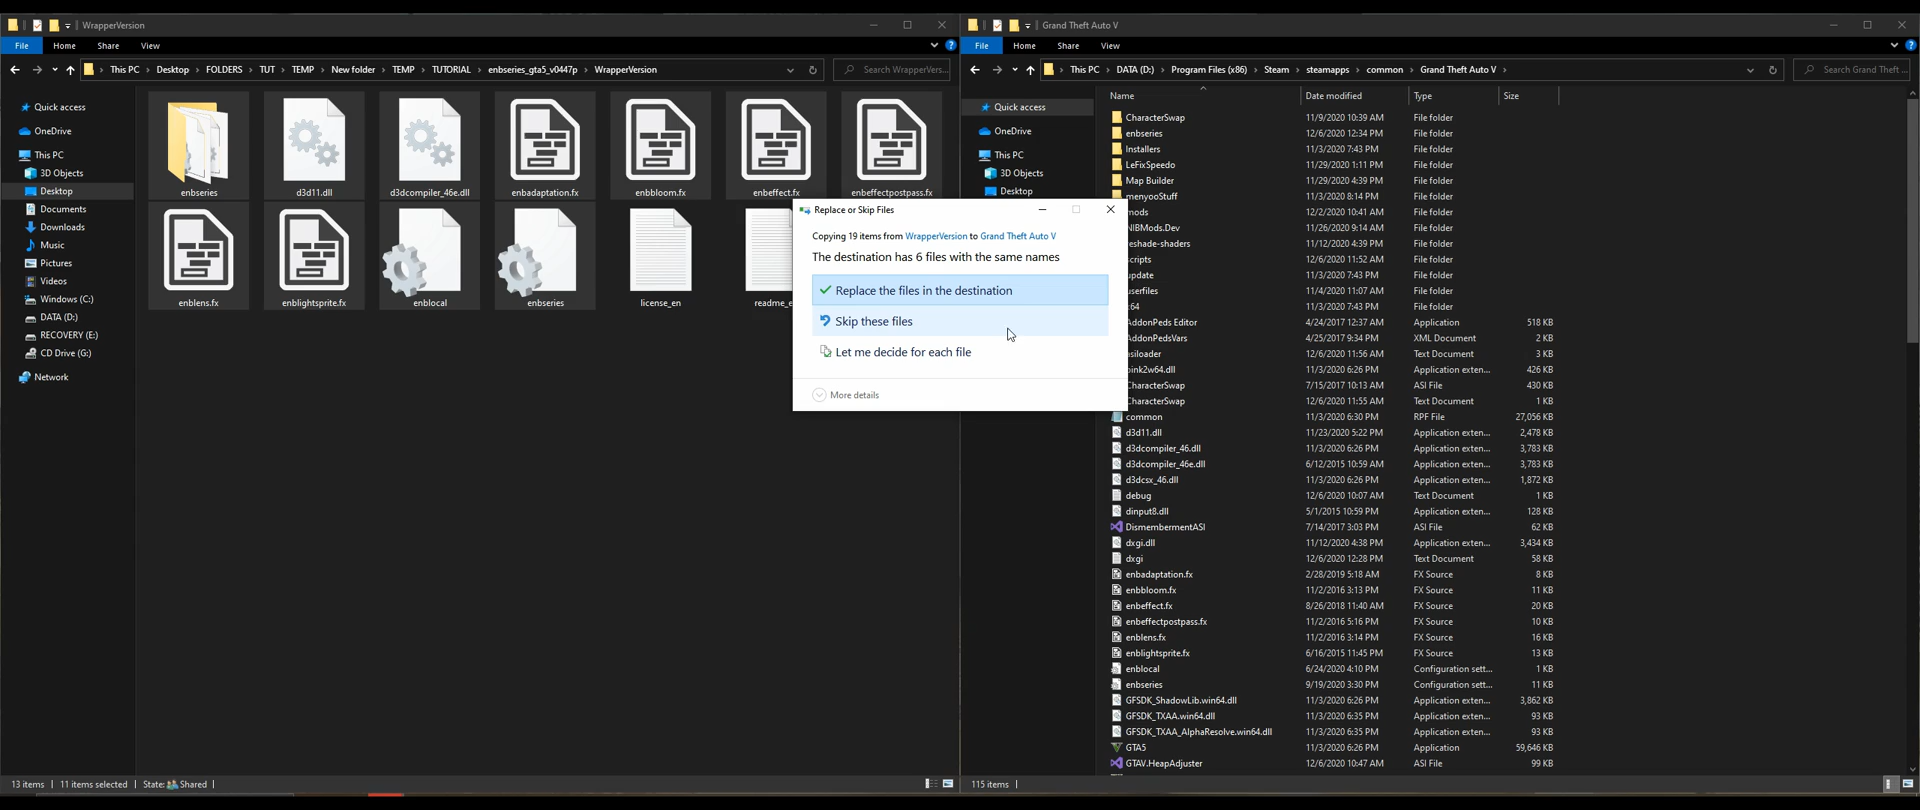 WrapperVersion
File Home Share View
This PC > Desktop > FOLDERS > TUT > TEMP > New folder > TEMP > TUTORIAL > enbseries_gta5_v0447p > WrapperVersion
Search WrapperVers...
Quick access
OneDrive
This PC
3D Objects
Desktop
Documents
Downloads
Music
Pictures
Videos
Windows (C:)
DATA (D:)
RECOVERY (E:)
CD Drive (G:)
Network
enbseries
d3d11.dll
d3dcompiler_46e.dll
enbadaptation.fx
enbbloom.fx
enbeffect.fx
enbeffectpostpass.fx
enblens.fx
enblightsprite.fx
enblocal
enbseries
license_en
readme_e
13 items 11 items selected State: Shared
Replace or Skip Files
Copying 19 items from WrapperVersion to Grand Theft Auto V
The destination has 6 files with the same names
Replace the files in the destination
Skip these files
Let me decide for each file
More details
Grand Theft Auto V
File Home Share View
This PC > DATA (D:) > Program Files (x86) > Steam > steamapps > common > Grand Theft Auto V >
Search Grand Theft ...
Quick access
OneDrive
This PC
3D Objects
Desktop
Name Date modified Type Size
CharacterSwap 11/9/2020 10:39 AM File folder
enbseries 12/6/2020 12:34 PM File folder
Installers 11/3/2020 7:43 PM File folder
LeFixSpeedo 11/29/2020 1:11 PM File folder
Map Builder 11/29/2020 4:39 PM File folder
menyooStuff 11/3/2020 8:14 PM File folder
mods 12/2/2020 10:41 AM File folder
NIBMods.Dev 11/26/2020 9:14 AM File folder
eshade-shaders 11/12/2020 4:39 PM File folder
cripts 12/6/2020 11:52 AM File folder
update 11/3/2020 7:43 PM File folder
userfiles 11/4/2020 11:07 AM File folder
64 11/3/2020 7:43 PM File folder
AddonPeds Editor 4/24/2017 12:37 AM Application 518 KB
AddonPedsVars 4/25/2017 9:34 PM XML Document 2 KB
asiloader 12/6/2020 11:56 AM Text Document 3 KB
bink2w64.dll 11/3/2020 6:26 PM Application exten... 426 KB
CharacterSwap 7/15/2017 10:13 AM ASI File 430 KB
CharacterSwap 12/6/2020 11:55 AM Text Document 1 KB
common 11/3/2020 6:30 PM RPF File 27,056 KB
d3d11.dll 11/23/2020 5:22 PM Application exten... 2,478 KB
d3dcompiler_46.dll 11/3/2020 6:26 PM Application exten... 3,783 KB
d3dcompiler_46e.dll 6/12/2015 10:59 AM Application exten... 3,783 KB
d3dcsx_46.dll 11/3/2020 6:26 PM Application exten... 1,872 KB
debug 12/6/2020 10:07 AM Text Document 1 KB
dinput8.dll 5/1/2015 10:59 PM Application exten... 128 KB
DismembermentASI 7/14/2017 3:03 PM ASI File 62 KB
dxgi.dll 11/12/2020 4:38 PM Application exten... 3,434 KB
dxgi 12/6/2020 12:28 PM Text Document 58 KB
enbadaptation.fx 2/28/2019 5:18 AM FX Source 8 KB
enbbloom.fx 11/2/2016 3:13 PM FX Source 11 KB
enbeffect.fx 8/26/2018 11:40 AM FX Source 20 KB
enbeffectpostpass.fx 11/2/2016 5:16 PM FX Source 10 KB
enblens.fx 11/2/2016 3:14 PM FX Source 16 KB
enblightsprite.fx 6/16/2015 11:45 PM FX Source 13 KB
enblocal 6/24/2020 4:10 PM Configuration sett... 1 KB
enbseries 9/19/2020 3:30 PM Configuration sett... 11 KB
GFSDK_ShadowLib.win64.dll 11/3/2020 6:26 PM Application exten... 3,862 KB
GFSDK_TXAA.win64.dll 11/3/2020 6:35 PM Application exten... 93 KB
GFSDK_TXAA_AlphaResolve.win64.dll 11/3/2020 6:35 PM Application exten... 93 KB
GTA5 11/3/2020 6:26 PM Application 59,646 KB
GTAV.HeapAdjuster 12/6/2020 10:47 AM ASI File 99 KB
115 items